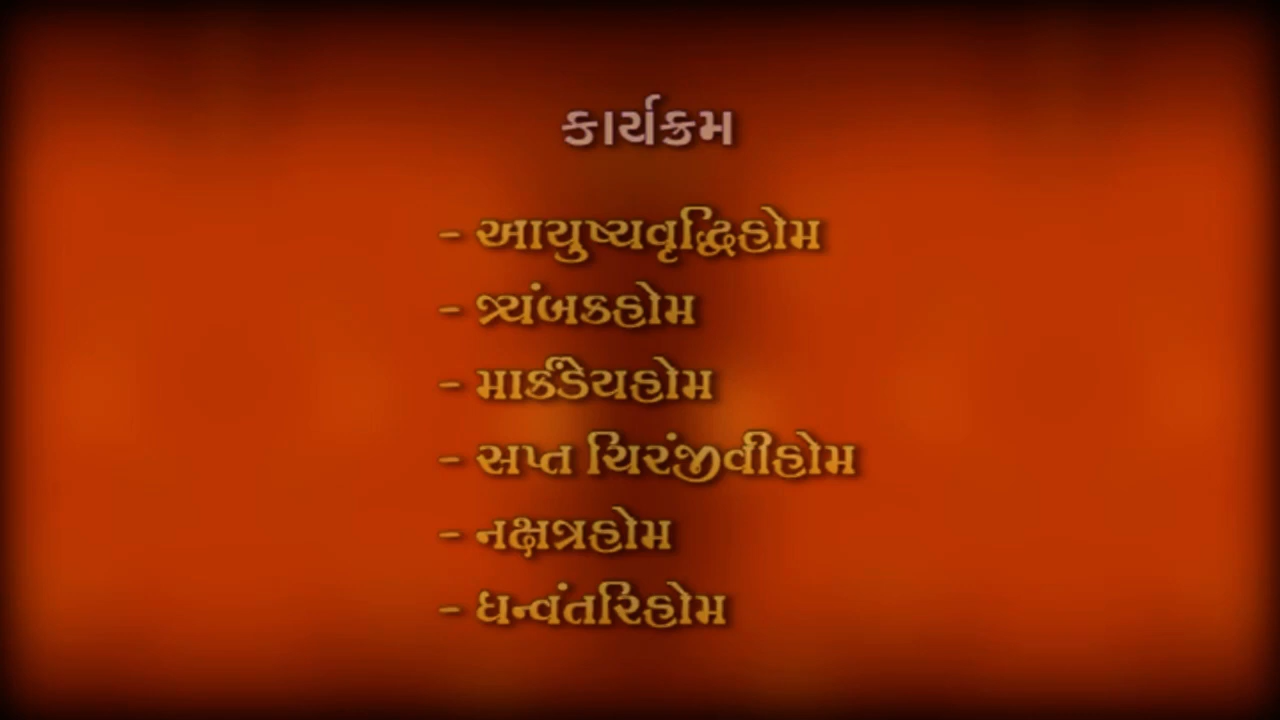 કાર્યક્રમ
- આયુષ્યવૃદ્ધિહોમ
- ત્ર્યંબકહોમ
- માર્કંડેયહોમ
- સપ્ત ચિરંજીવીહોમ
- નક્ષત્રહોમ
- ધન્વંતરિહોમ